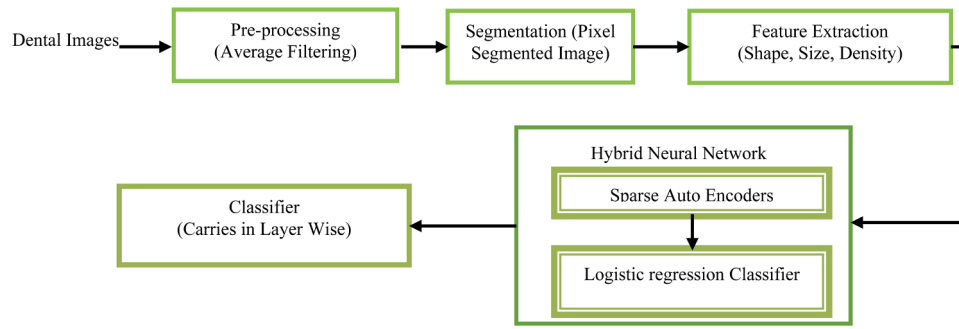 Dental Images
Pre-processing
(Average Filtering)
Segmentation (Pixel
Segmented Image)
Feature Extraction
(Shape, Size, Density)
Hybrid Neural Network
Sparse Auto Encoders
Logistic regression Classifier
Classifier
(Carries in Layer Wise)